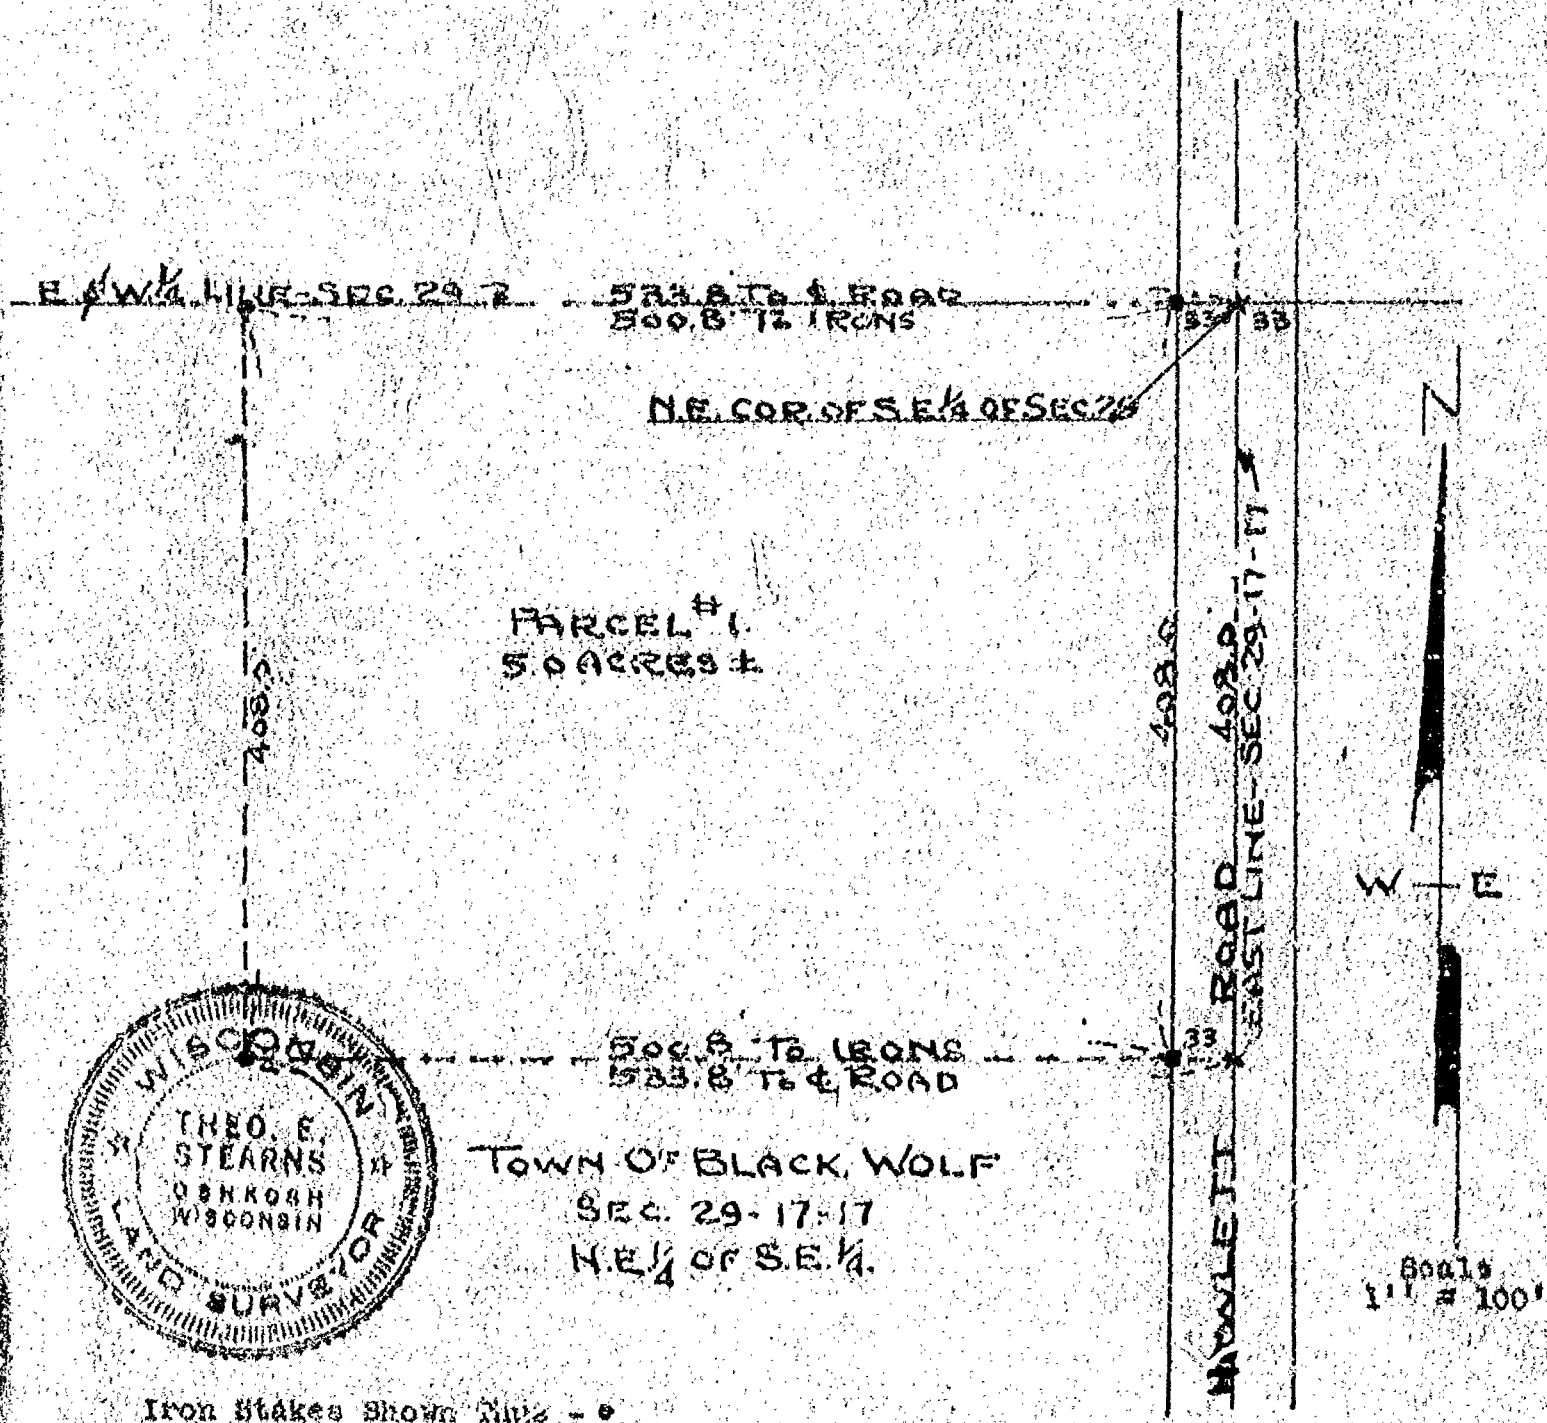 E. & W. ¼ LINE-SEC. 29
533.8 To ℄ ROAD
500.8' To IRONS
33 33
N.E. COR. OF S.E. ¼ OF SEC. 29
N
PARCEL #1.
5.0 ACRES ±
408.0
408.0
408.0
EAST LINE-SEC. 29-17-17
HOWLETT ROAD
W E
500.8 To IRONS
533.8' To ℄ ROAD
33
WISCONSIN
THEO. E.
STEARNS
OSHKOSH
WISCONSIN
LAND SURVEYOR
TOWN OF BLACK WOLF
SEC. 29-17-17
N.E. ¼ OF S.E. ¼.
Scale
1'' = 100'
Iron Stakes Shown Thus -